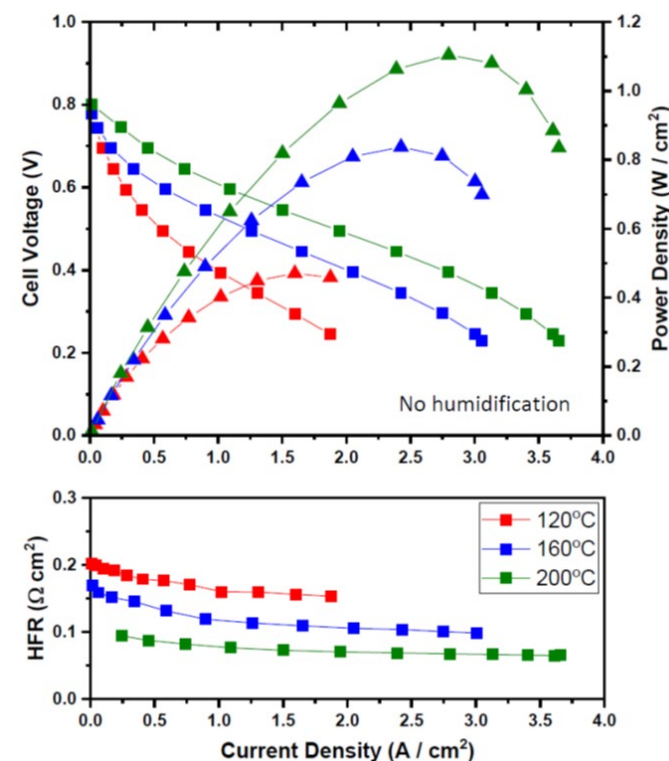 Cell Voltage (V)
1.0
0.8
0.6
0.4
0.2
0.0
Power Density (W / cm²)
1.2
1.0
0.8
0.6
0.4
0.2
0.0
No humidification
0.0 0.5 1.0 1.5 2.0 2.5 3.0 3.5 4.0
HFR (Ω cm²)
0.3
0.2
0.1
0.0
120°C
160°C
200°C
0.0 0.5 1.0 1.5 2.0 2.5 3.0 3.5 4.0
Current Density (A / cm²)